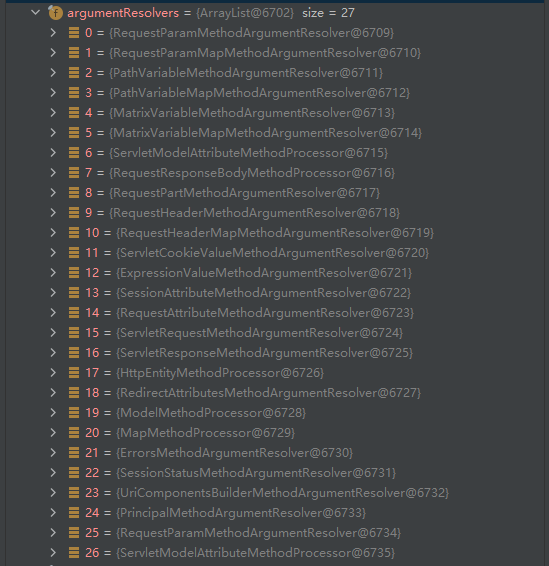 f argumentResolvers = {ArrayList@6702} size = 27
0 = {RequestParamMethodArgumentResolver@6709}
1 = {RequestParamMapMethodArgumentResolver@6710}
2 = {PathVariableMethodArgumentResolver@6711}
3 = {PathVariableMapMethodArgumentResolver@6712}
4 = {MatrixVariableMethodArgumentResolver@6713}
5 = {MatrixVariableMapMethodArgumentResolver@6714}
6 = {ServletModelAttributeMethodProcessor@6715}
7 = {RequestResponseBodyMethodProcessor@6716}
8 = {RequestPartMethodArgumentResolver@6717}
9 = {RequestHeaderMethodArgumentResolver@6718}
10 = {RequestHeaderMapMethodArgumentResolver@6719}
11 = {ServletCookieValueMethodArgumentResolver@6720}
12 = {ExpressionValueMethodArgumentResolver@6721}
13 = {SessionAttributeMethodArgumentResolver@6722}
14 = {RequestAttributeMethodArgumentResolver@6723}
15 = {ServletRequestMethodArgumentResolver@6724}
16 = {ServletResponseMethodArgumentResolver@6725}
17 = {HttpEntityMethodProcessor@6726}
18 = {RedirectAttributesMethodArgumentResolver@6727}
19 = {ModelMethodProcessor@6728}
20 = {MapMethodProcessor@6729}
21 = {ErrorsMethodArgumentResolver@6730}
22 = {SessionStatusMethodArgumentResolver@6731}
23 = {UriComponentsBuilderMethodArgumentResolver@6732}
24 = {PrincipalMethodArgumentResolver@6733}
25 = {RequestParamMethodArgumentResolver@6734}
26 = {ServletModelAttributeMethodProcessor@6735}